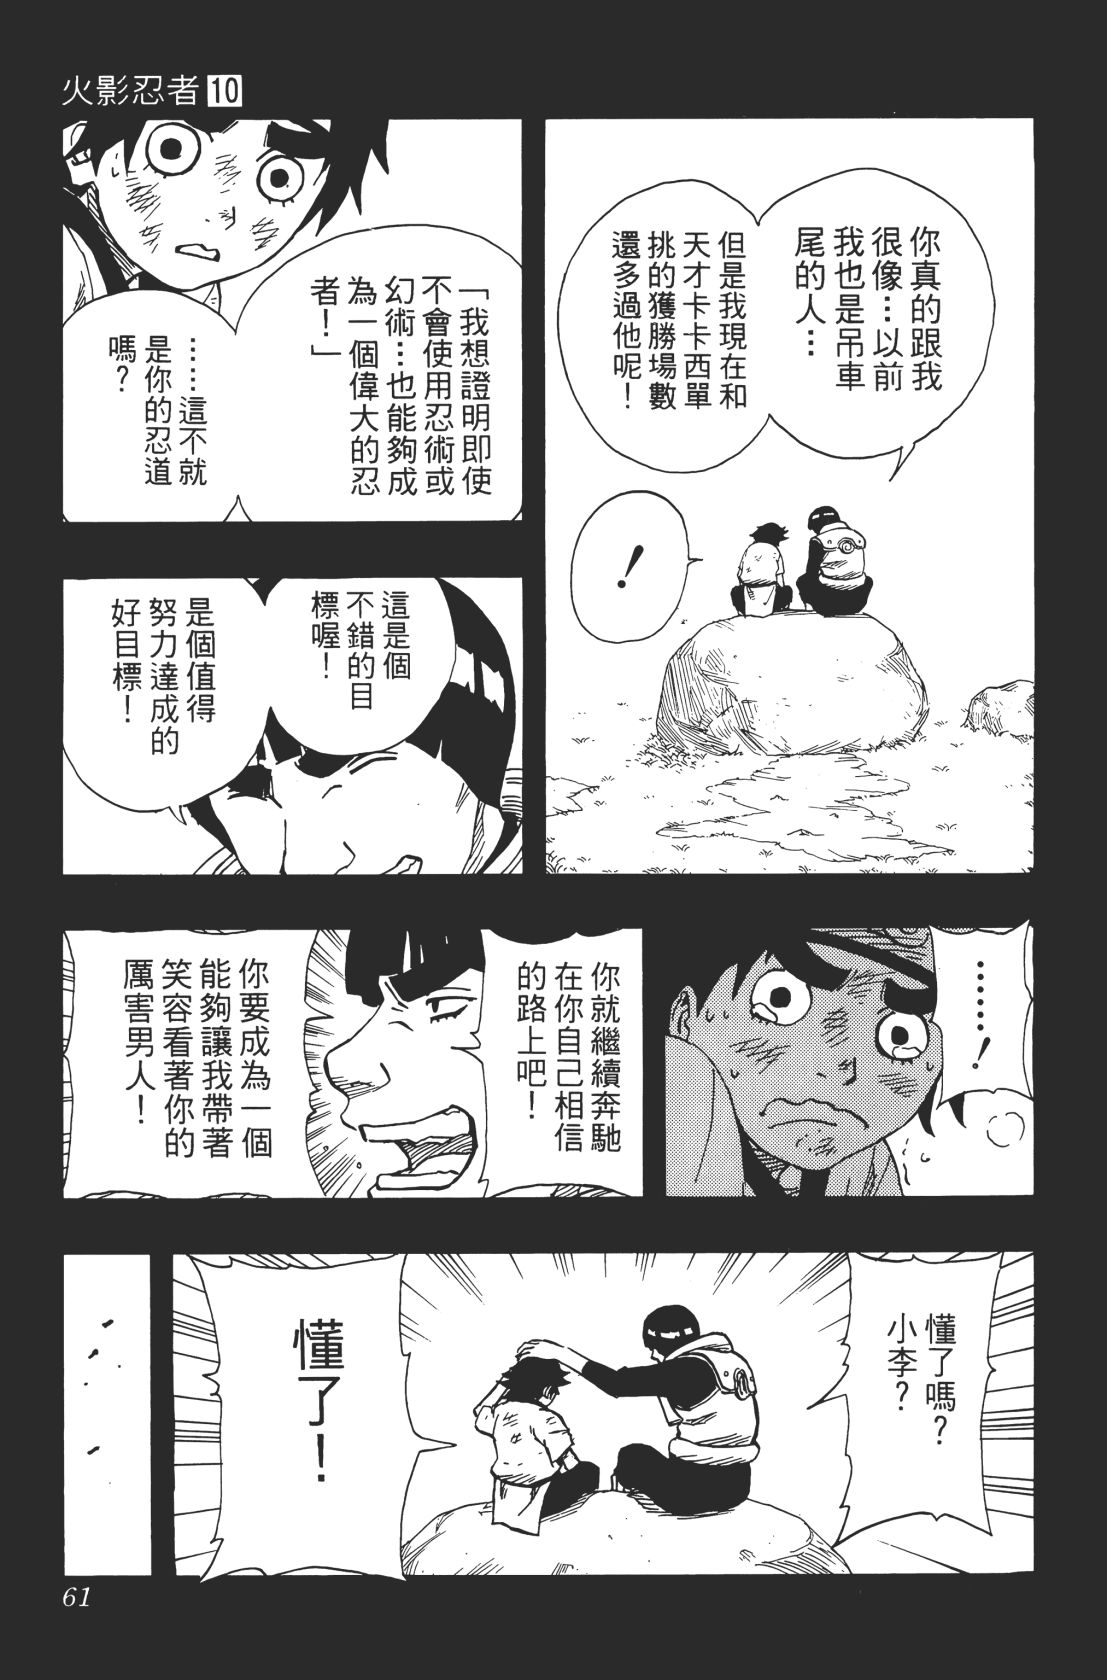 火影忍者10
你真的跟我
很像…以前
我也是吊車
尾的人…
但是我現在和
天才卡卡西單
挑的獲勝場數
還多過他呢！
！
「我想證明即使
不會使用忍術或
幻術…也能夠成
為一個偉大的忍
者！」
……這不就
是你的忍道
嗎？
這是個
不錯的目
標喔！
是個值得
努力達成的
好目標！
……！
你就繼續奔馳
在你自己相信
的路上吧！
你要成為一個
能夠讓我帶著
笑容看著你的
厲害男人！
懂了嗎？
小李？
懂了！
61